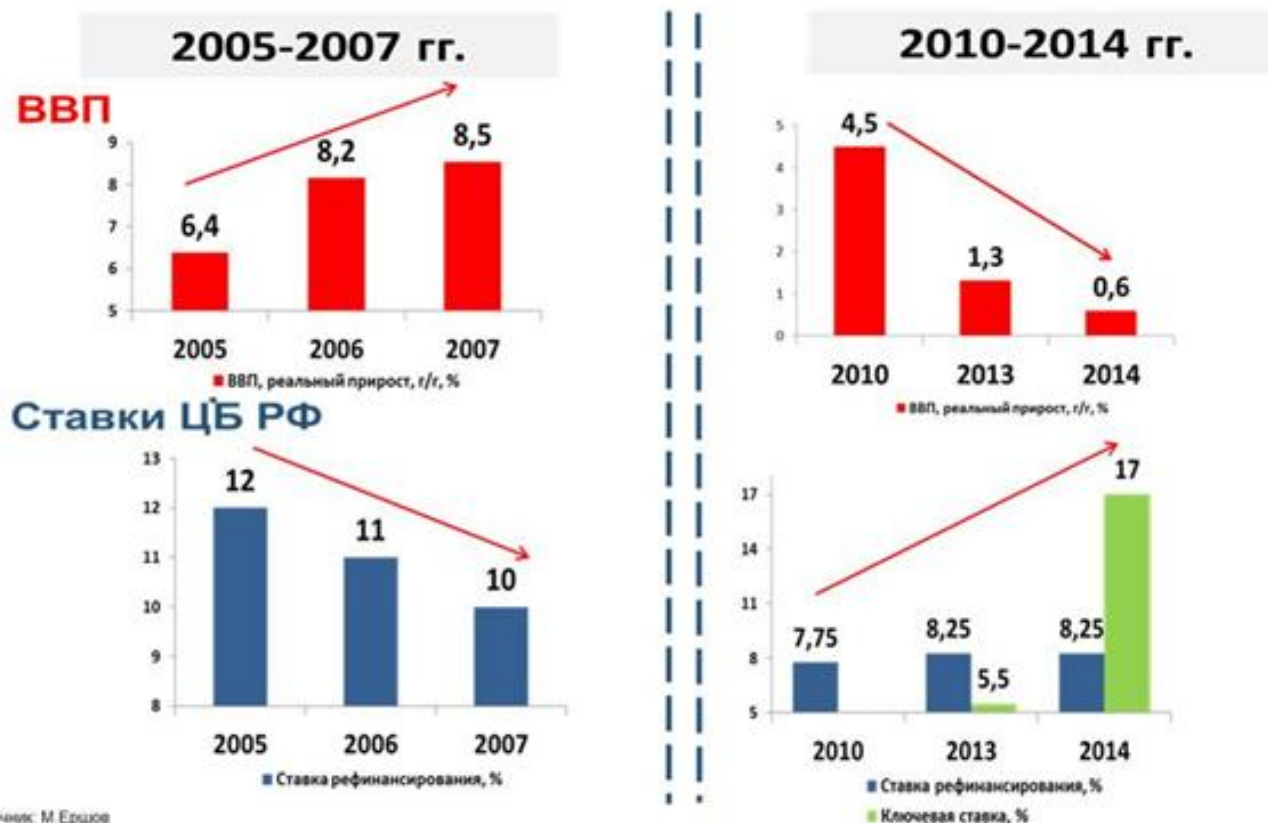 2005-2007 гг.
ВВП
9
8
7
6
5
6,4
8,2
8,5
2005 2006 2007
ВВП, реальный прирост, г/г, %
Ставки ЦБ РФ
13
12
11
10
9
8
12
11
10
2005 2006 2007
Ставка рефинансирования, %
2010-2014 гг.
5
4
3
2
1
0
4,5
1,3
0,6
2010 2013 2014
ВВП, реальный прирост, г/г, %
17
14
11
8
5
7,75
8,25
5,5
8,25
17
2010 2013 2014
Ставка рефинансирования, %
Ключевая ставка, %
чник: М.Ершов